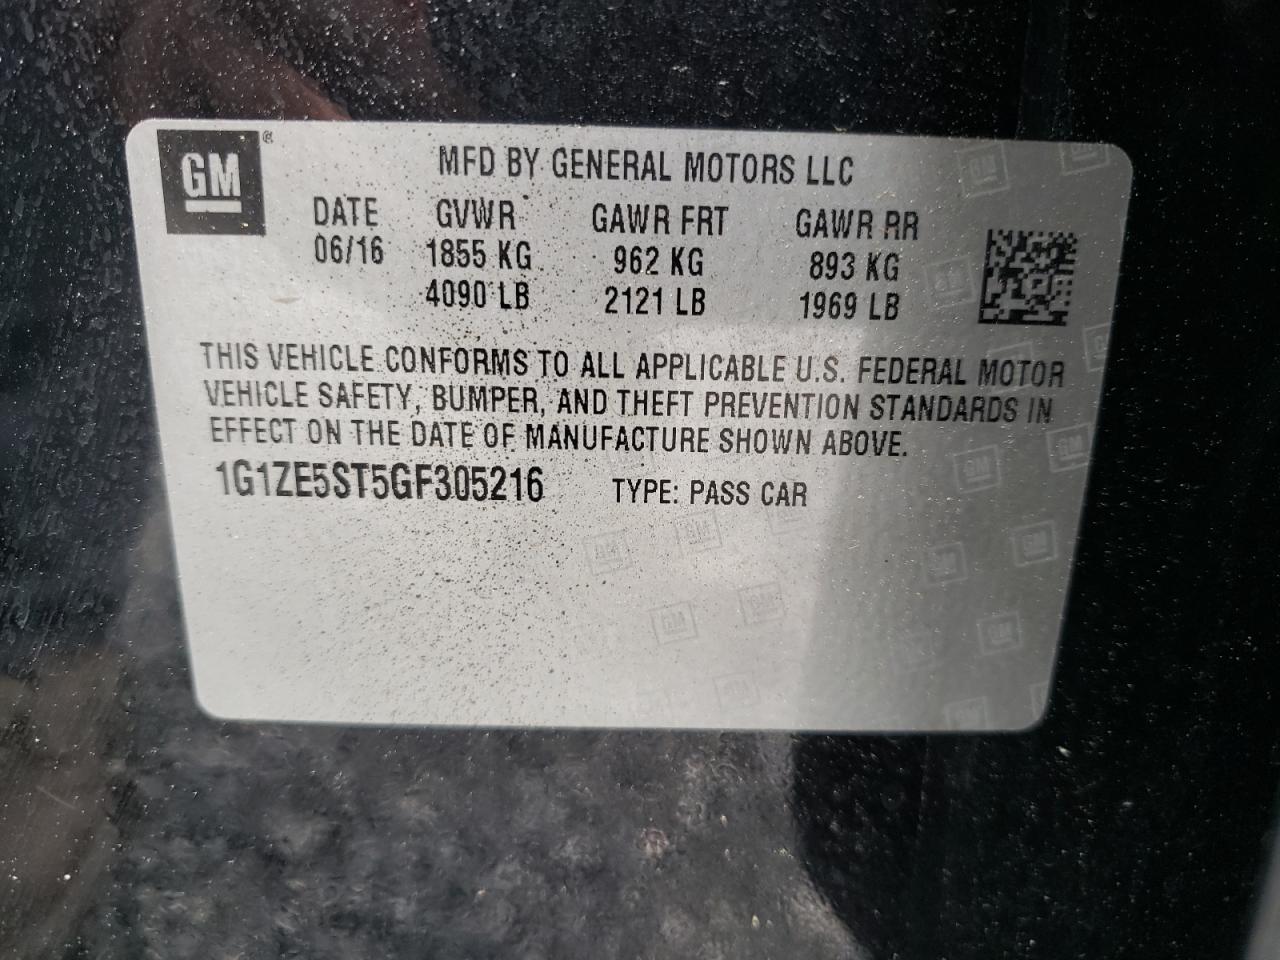 GM ®
MFD BY GENERAL MOTORS LLC
DATE GVWR GAWR FRT GAWR RR
06/16 1855 KG 962 KG 893 KG
4090 LB 2121 LB 1969 LB
THIS VEHICLE CONFORMS TO ALL APPLICABLE U.S. FEDERAL MOTOR
VEHICLE SAFETY, BUMPER, AND THEFT PREVENTION STANDARDS IN
EFFECT ON THE DATE OF MANUFACTURE SHOWN ABOVE.
1G1ZE5ST5GF305216 TYPE: PASS CAR